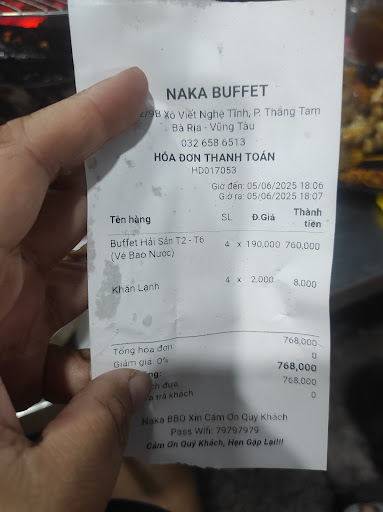 NAKA BUFFET
/9B Xô Viết Nghệ Tĩnh, P. Thắng Tam
Bà Rịa - Vũng Tàu
032 658 6513
HÓA ĐƠN THANH TOÁN
HD017053
Giờ đến: 05/06/2025 18:06
Giờ ra: 05/06/2025 18:07
Tên hàng SL Đ.Giá Thành tiền
Buffet Hải Sản T2 - T6 4 x 190,000 760,000
(Vé Bao Nước)
Khăn Lạnh 4 x 2,000 8,000
Tổng hóa đơn: 768,000
Giảm giá: 0% 0
768,000
768,000
trả khách 0
Naka BBQ Xin Cảm Ơn Quý Khách
Pass Wifi: 79797979
Cảm Ơn Quý Khách, Hẹn Gặp Lại!!!